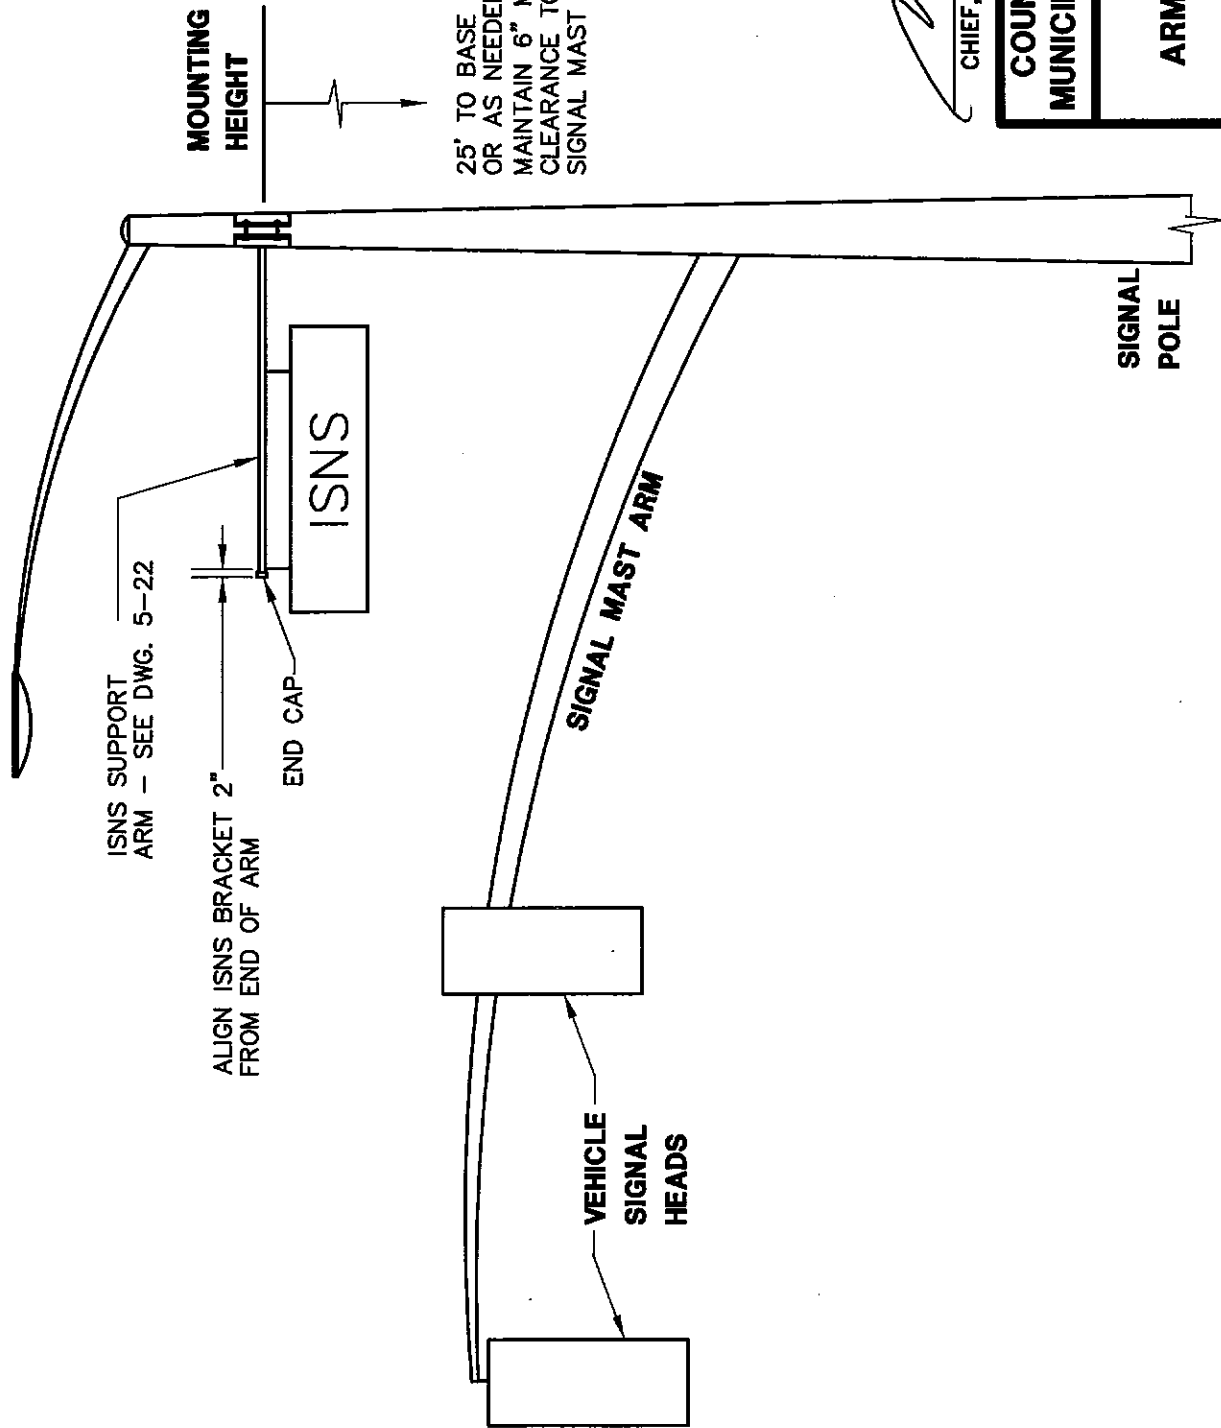 MOUNTING
HEIGHT
25' TO BASE
OR AS NEEDED
MAINTAIN 6"
CLEARANCE TO
SIGNAL MAST
ISNS SUPPORT
ARM – SEE DWG. 5–22
ALIGN ISNS BRACKET 2"
FROM END OF ARM
END CAP
ISNS
SIGNAL MAST ARM
VEHICLE
SIGNAL
HEADS
SIGNAL
POLE
CHIEF,
ARM